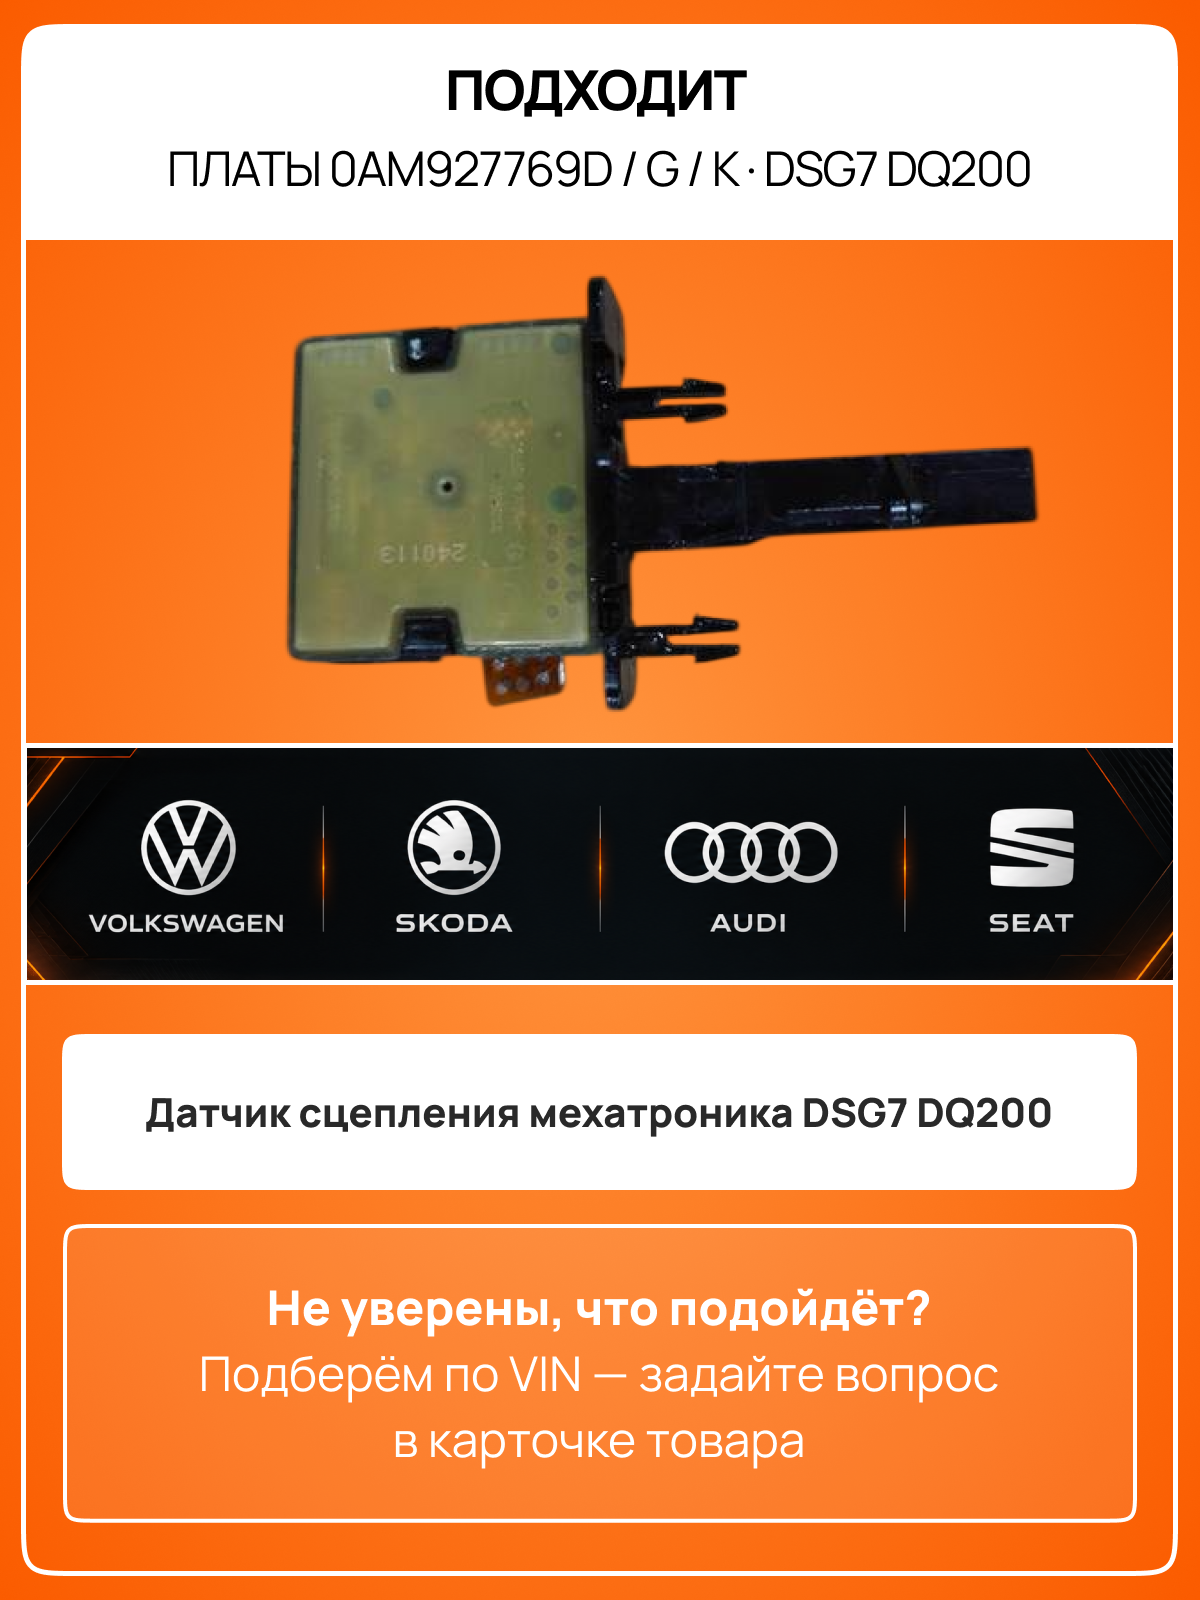 ПОДХОДИТ
ПЛАТЫ 0AM927769D / G / K · DSG7 DQ200
240113
VOLKSWAGEN
SKODA
AUDI
SEAT
Датчик сцепления мехатроника DSG7 DQ200
Не уверены, что подойдёт?
Подберём по VIN — задайте вопрос
в карточке товара